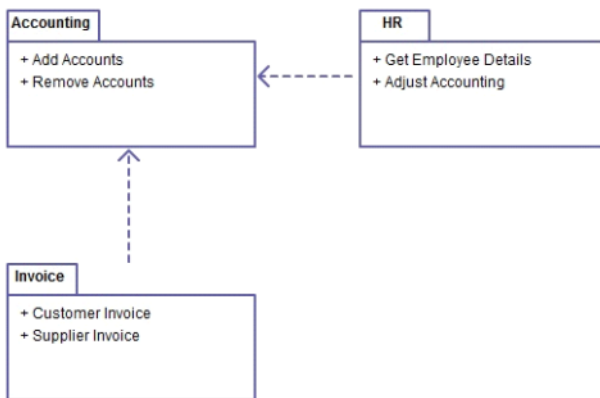 Accounting
+ Add Accounts
+ Remove Accounts
HR
+ Get Employee Details
+ Adjust Accounting
Invoice
+ Customer Invoice
+ Supplier Invoice